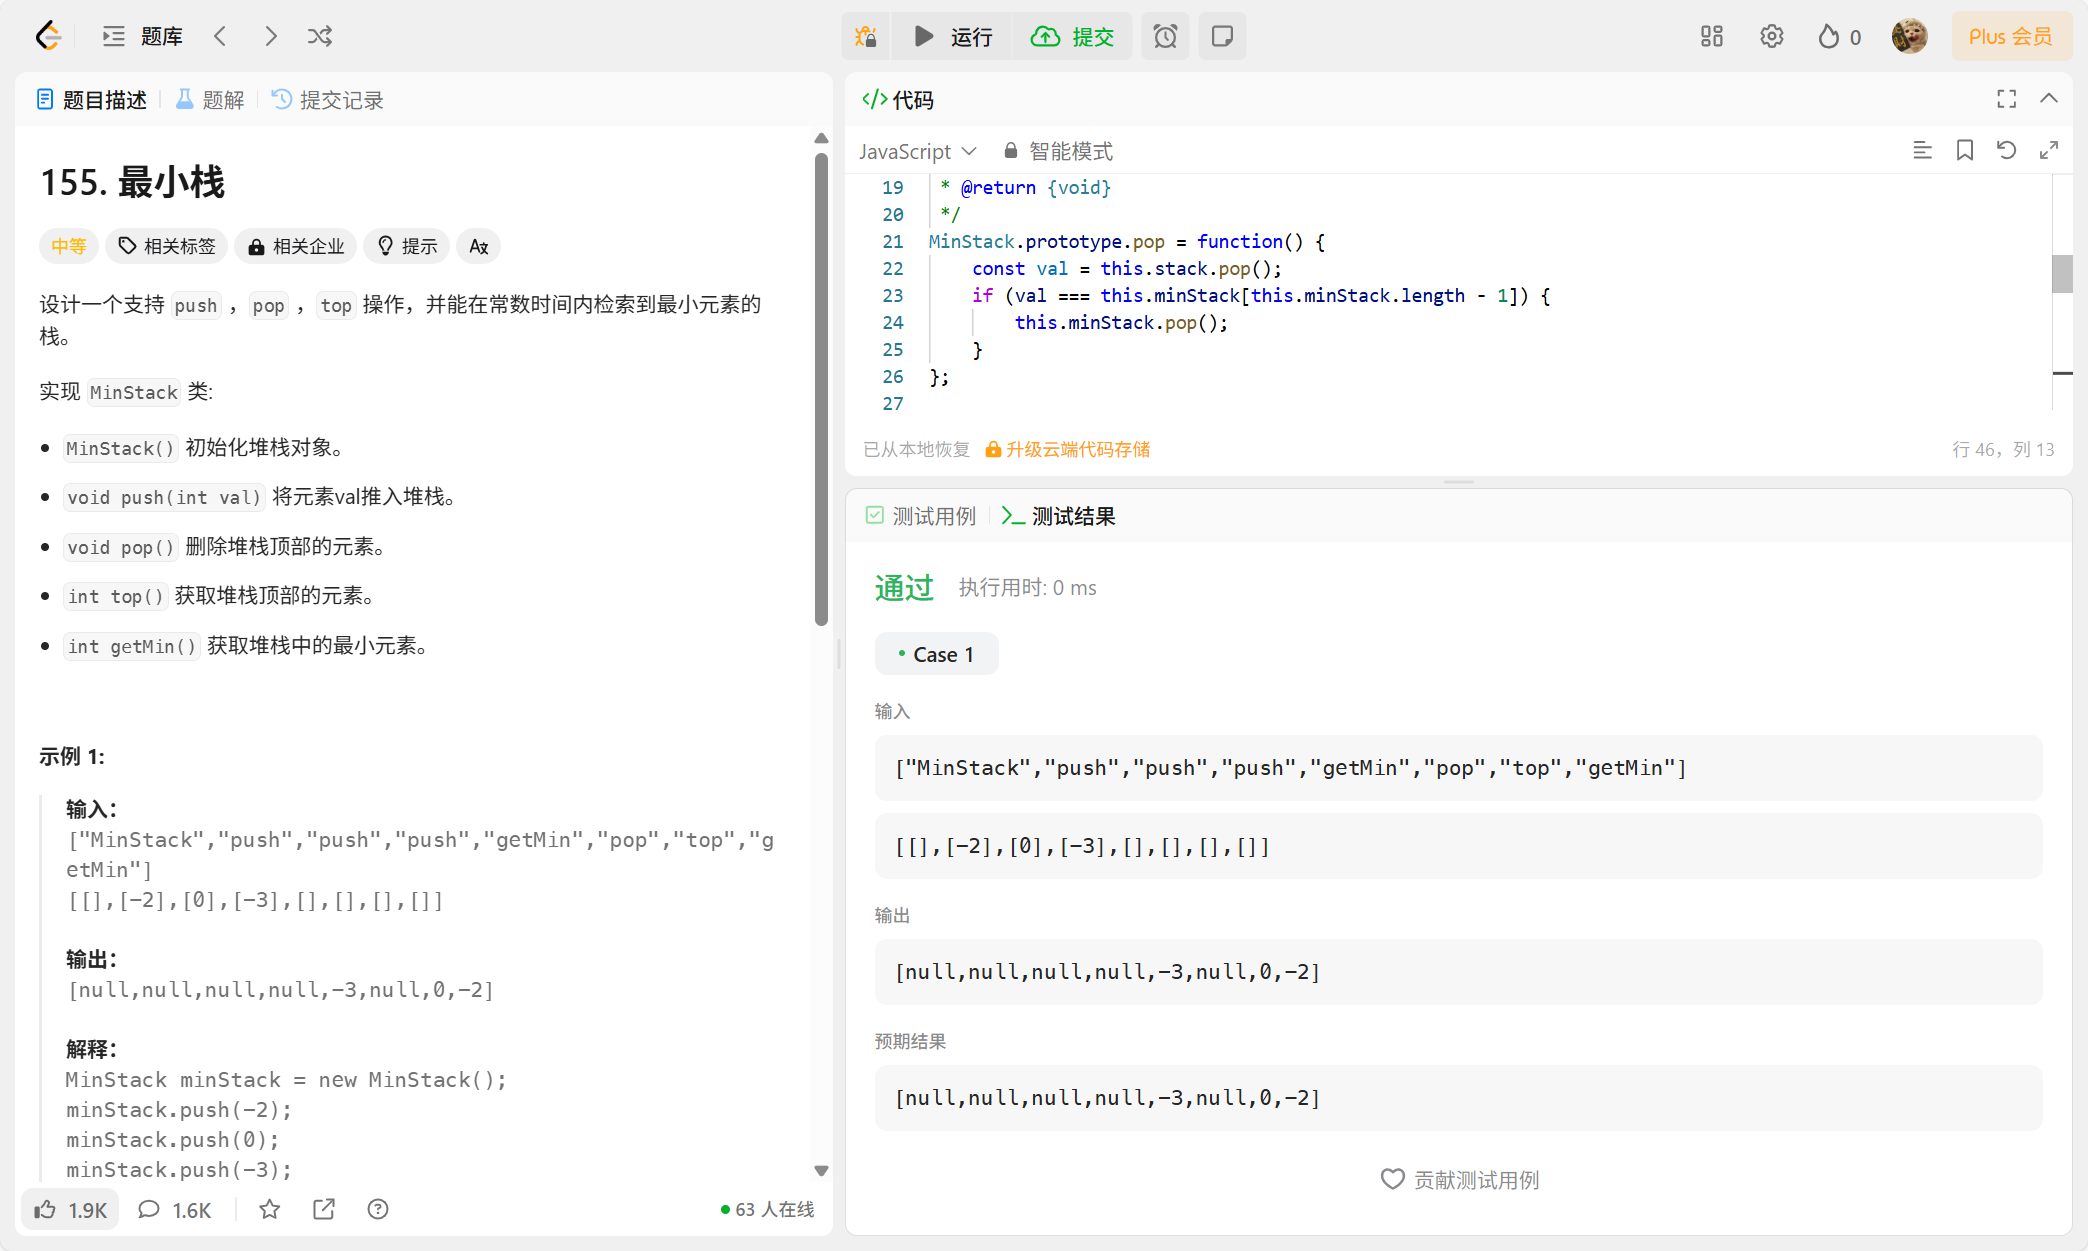 题库
运行
提交
0
Plus 会员
题目描述
题解
提交记录
155. 最小栈
中等
相关标签
相关企业
提示
设计一个支持 push ，pop ，top 操作，并能在常数时间内检索到最小元素的
栈。
实现 MinStack 类:
MinStack() 初始化堆栈对象。
void push(int val) 将元素val推入堆栈。
void pop() 删除堆栈顶部的元素。
int top() 获取堆栈顶部的元素。
int getMin() 获取堆栈中的最小元素。
示例 1:
输入：
["MinStack","push","push","push","getMin","pop","top","g
etMin"]
[[],[-2],[0],[-3],[],[],[],[]]
输出：
[null,null,null,null,-3,null,0,-2]
解释：
MinStack minStack = new MinStack();
minStack.push(-2);
minStack.push(0);
minStack.push(-3);
1.9K
1.6K
63 人在线
代码
JavaScript
智能模式
19 * @return {void}
20 */
21 MinStack.prototype.pop = function() {
22 const val = this.stack.pop();
23 if (val === this.minStack[this.minStack.length - 1]) {
24 this.minStack.pop();
25 }
26 };
27
已从本地恢复
升级云端代码存储
行 46，列 13
测试用例
测试结果
通过
执行用时: 0 ms
Case 1
输入
["MinStack","push","push","push","getMin","pop","top","getMin"]
[[],[-2],[0],[-3],[],[],[],[]]
输出
[null,null,null,null,-3,null,0,-2]
预期结果
[null,null,null,null,-3,null,0,-2]
贡献测试用例